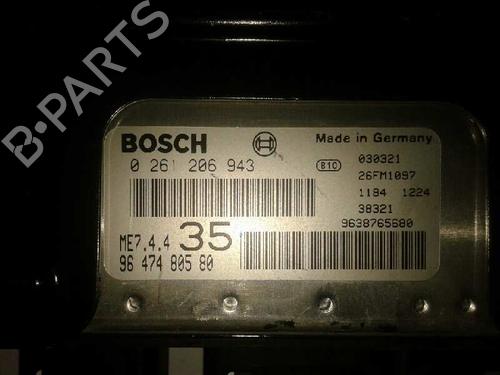 B-PARTS
BOSCH
Made in Germany
0 261 206 943
B10
030321
26FM1097
1184 1224
38321
9638765680
ME7.4.4 35
96 474 805 80